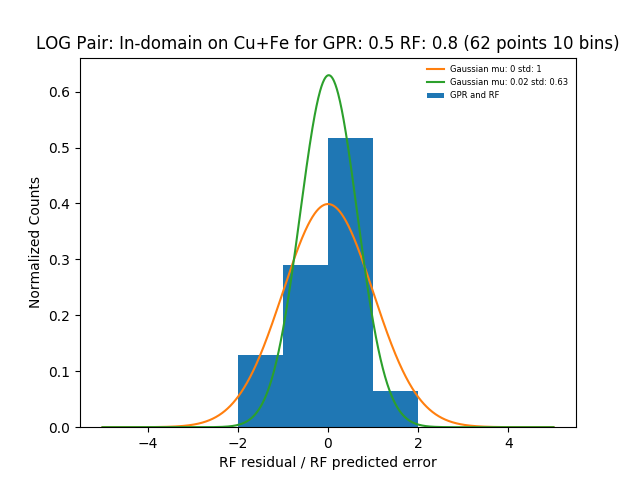 LOG Pair: In-domain on Cu+Fe for GPR: 0.5 RF: 0.8 (62 points 10 bins)
Gaussian mu: 0 std: 1
Gaussian mu: 0.02 std: 0.63
GPR and RF
Normalized Counts
0.6
0.5
0.4
0.3
0.2
0.1
0.0
−4 −2 0 2 4
RF residual / RF predicted error